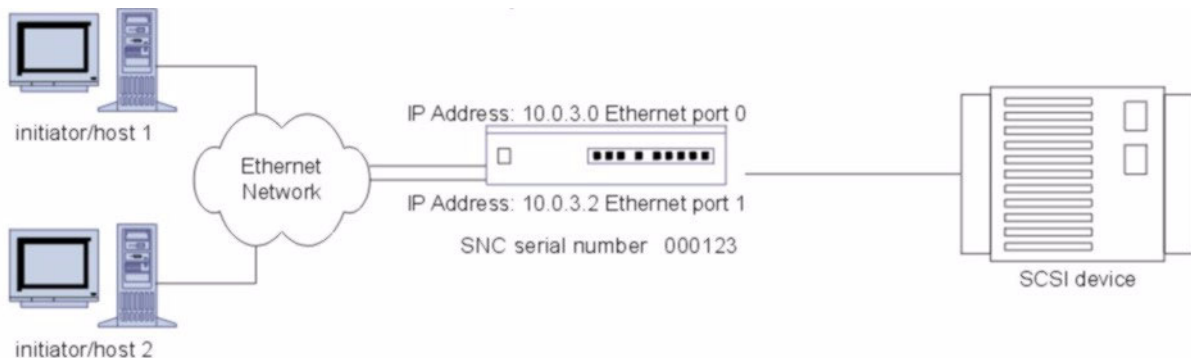 initiator/host 1
Ethernet
Network
IP Address: 10.0.3.0 Ethernet port 0
IP Address: 10.0.3.2 Ethernet port 1
SNC serial number 000123
SCSI device
initiator/host 2